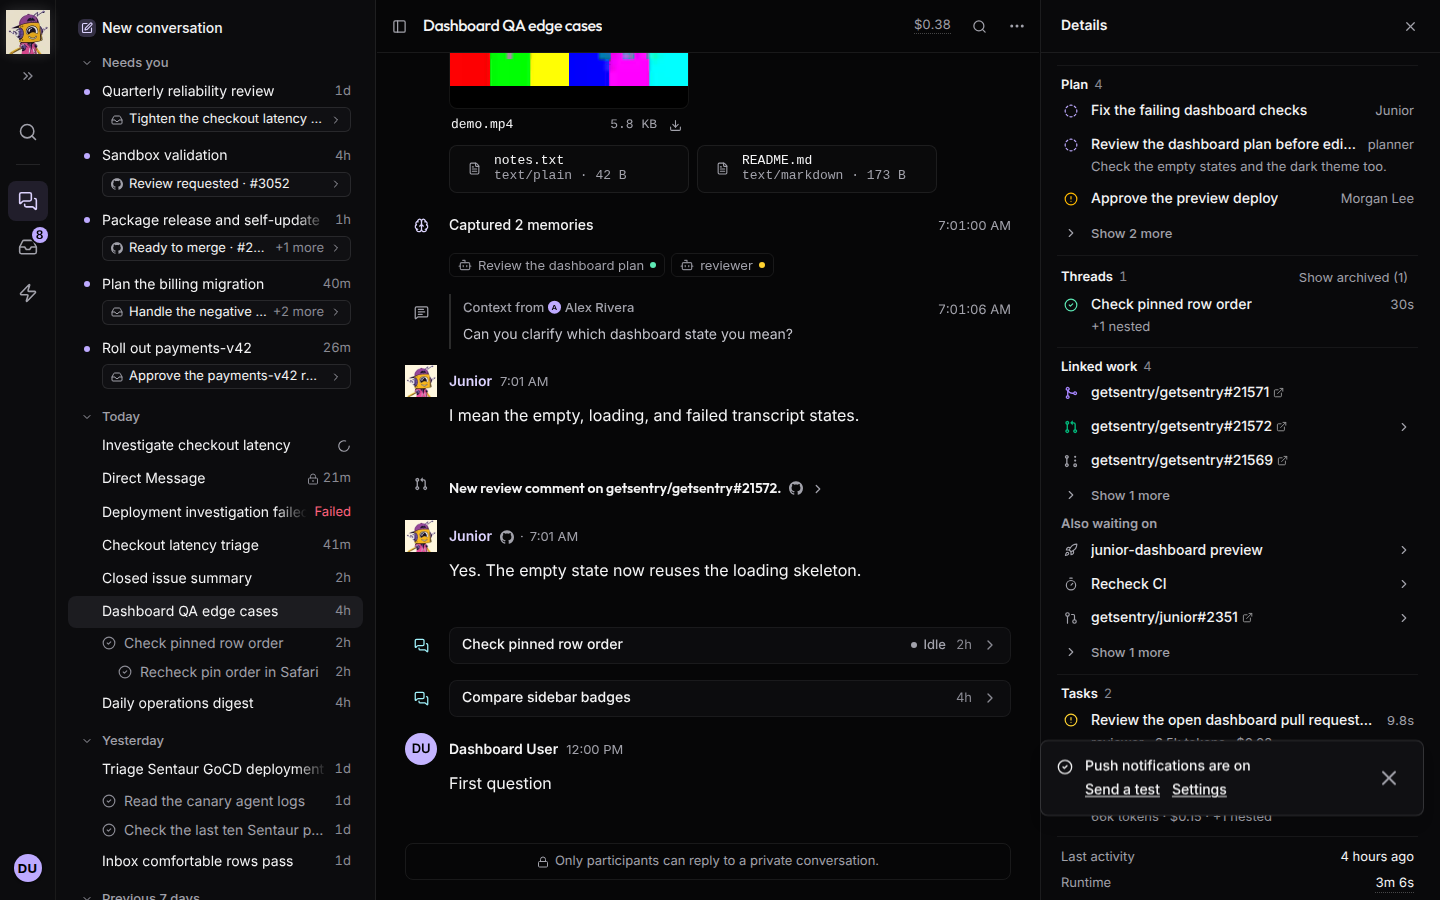 New conversation
Needs you
Quarterly reliability review 1d
Tighten the checkout latency ...
Sandbox validation 4h
Review requested · #3052
Package release and self-update 1h
Ready to merge · #2... +1 more
Plan the billing migration 40m
Handle the negative ... +2 more
Roll out payments-v42 26m
Approve the payments-v42 r...
Today
Investigate checkout latency
Direct Message 21m
Deployment investigation failed Failed
Checkout latency triage 41m
Closed issue summary 2h
Dashboard QA edge cases 4h
Check pinned row order 2h
Recheck pin order in Safari 2h
Daily operations digest 4h
Yesterday
Triage Sentaur GoCD deployment 1d
Read the canary agent logs 1d
Check the last ten Sentaur p... 1d
Inbox comfortable rows pass 1d
Previous 7 days
8
DU
Dashboard QA edge cases $0.38
demo.mp4 5.8 KB
notes.txt
text/plain · 42 B
README.md
text/markdown · 173 B
Captured 2 memories 7:01:00 AM
Review the dashboard plan
reviewer
Context from A Alex Rivera 7:01:06 AM
Can you clarify which dashboard state you mean?
Junior 7:01 AM
I mean the empty, loading, and failed transcript states.
New review comment on getsentry/getsentry#21572.
Junior · 7:01 AM
Yes. The empty state now reuses the loading skeleton.
Check pinned row order Idle 2h
Compare sidebar badges 4h
DU Dashboard User 12:00 PM
First question
Only participants can reply to a private conversation.
Details
Plan 4
Fix the failing dashboard checks Junior
Review the dashboard plan before edi... planner
Check the empty states and the dark theme too.
Approve the preview deploy Morgan Lee
Show 2 more
Threads 1 Show archived (1)
Check pinned row order 30s
+1 nested
Linked work 4
getsentry/getsentry#21571
getsentry/getsentry#21572
getsentry/getsentry#21569
Show 1 more
Also waiting on
junior-dashboard preview
Recheck CI
getsentry/junior#2351
Show 1 more
Tasks 2
Review the open dashboard pull request... 9.8s
Push notifications are on
Send a test Settings
66k tokens · $0.15 · +1 nested
Last activity 4 hours ago
Runtime 3m 6s